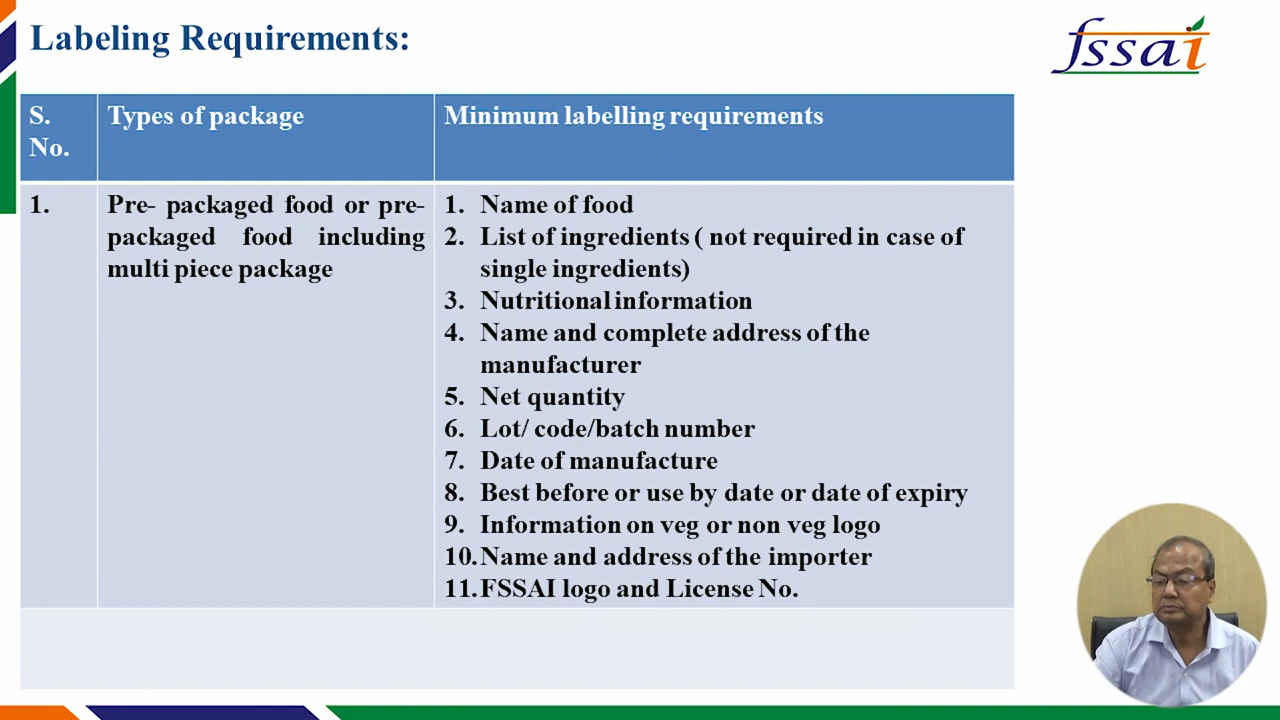 Labeling Requirements:
fssai
S. No.
Types of package
Minimum labelling requirements
1.
Pre- packaged food or pre-
packaged food including
multi piece package
1. Name of food
2. List of ingredients ( not required in case of
single ingredients)
3. Nutritional information
4. Name and complete address of the
manufacturer
5. Net quantity
6. Lot/ code/batch number
7. Date of manufacture
8. Best before or use by date or date of expiry
9. Information on veg or non veg logo
10. Name and address of the importer
11. FSSAI logo and License No.